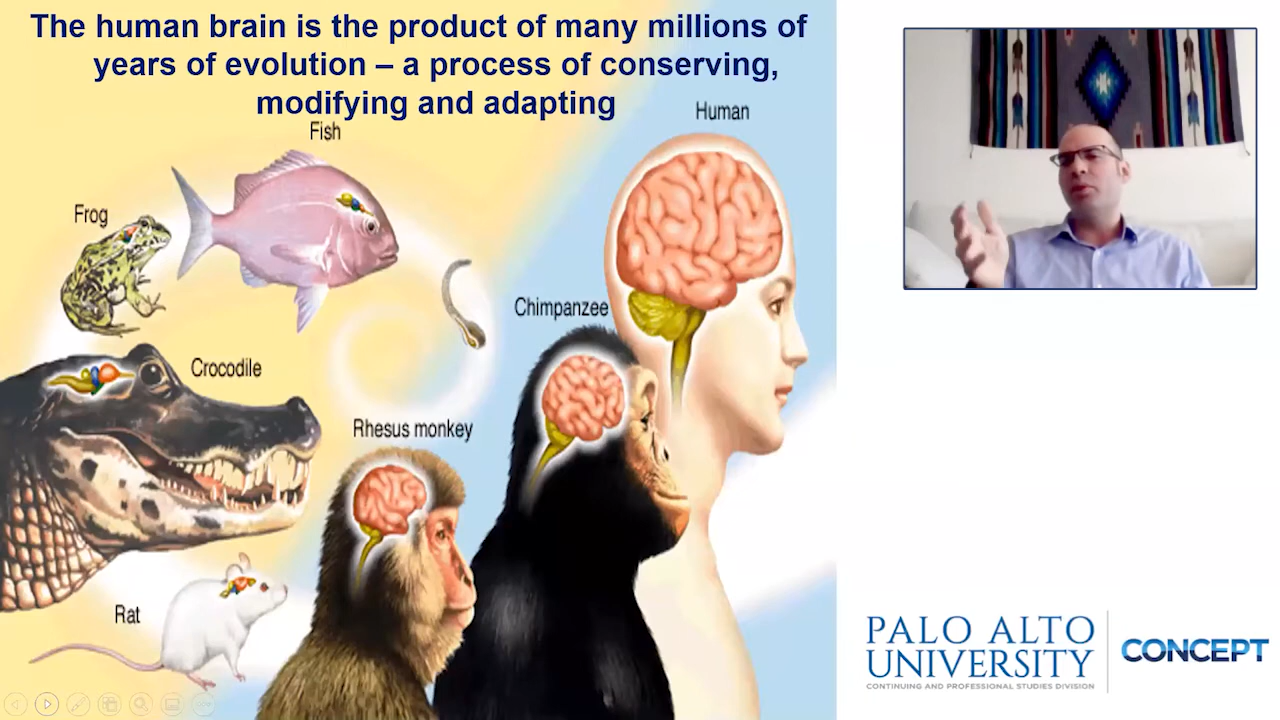 The human brain is the product of many millions of
years of evolution – a process of conserving,
modifying and adapting
Human
Fish
Frog
Chimpanzee
Crocodile
Rhesus monkey
Rat
PALO ALTO
UNIVERSITY
CONTINUING AND PROFESSIONAL STUDIES DIVISION
CONCEPT